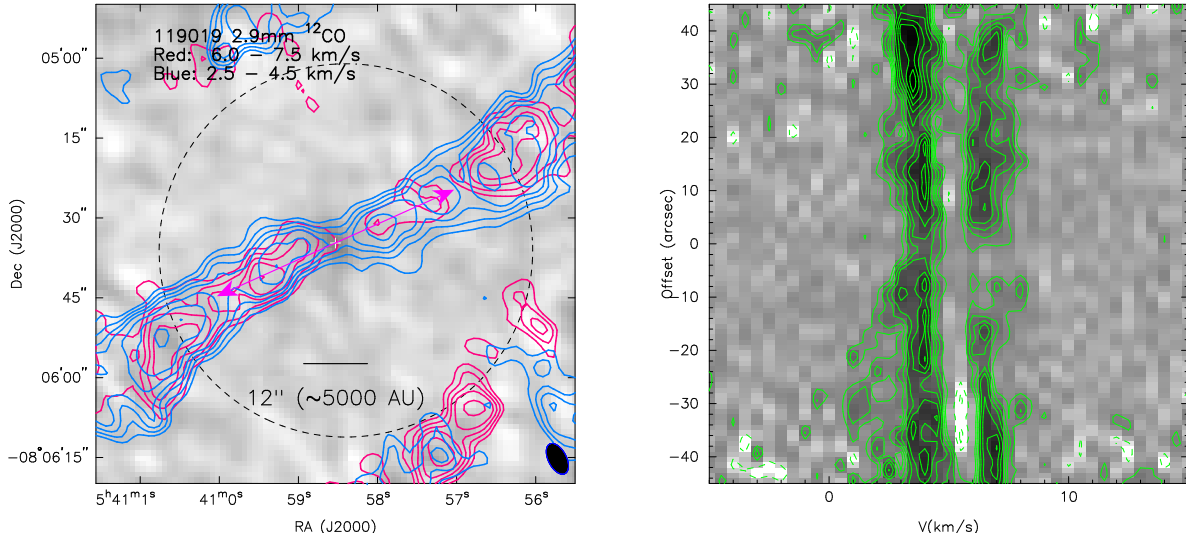 119019 2.9mm ¹²CO
Red: 6.0 – 7.5 km/s
Blue: 2.5 – 4.5 km/s
05'00"
15"
30"
45"
06'00"
−08°06'15"
Dec (J2000)
12" (~5000 AU)
5ʰ41ᵐ1ˢ
41ᵐ0ˢ
59ˢ
58ˢ
57ˢ
56ˢ
RA (J2000)
40
30
20
10
0
−10
−20
−30
−40
Offset (arcsec)
0
10
V(km/s)